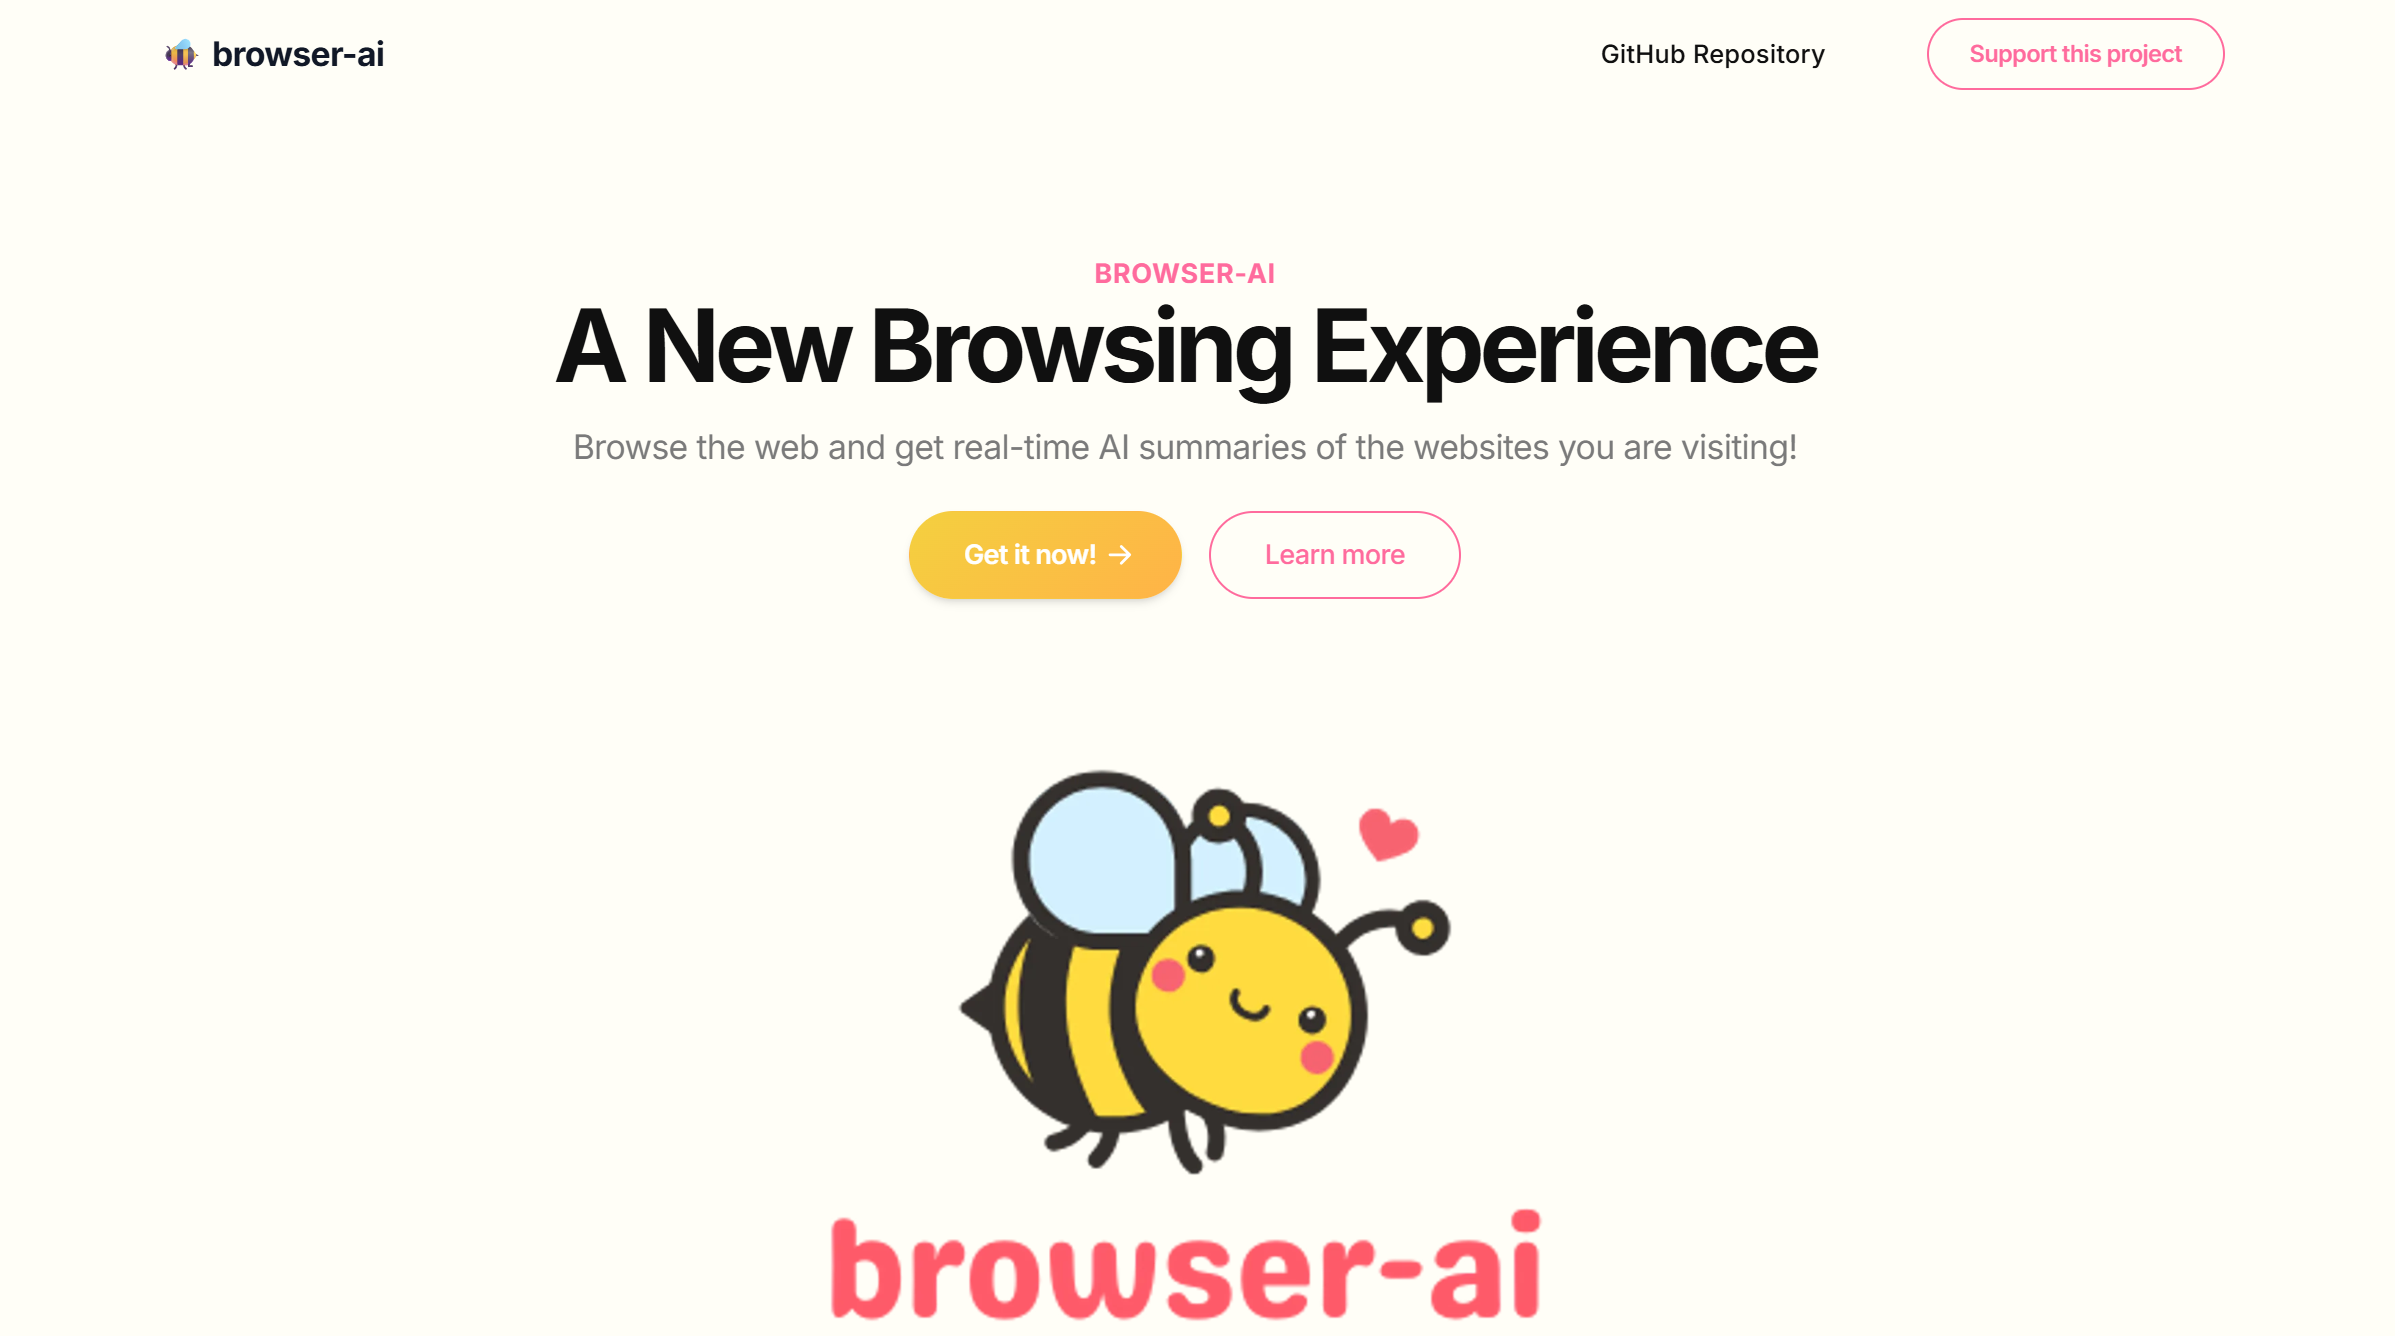 browser-ai
GitHub Repository
Support this project
BROWSER-AI
A New Browsing Experience
Browse the web and get real-time AI summaries of the websites you are visiting!
Get it now! →
Learn more
browser-ai